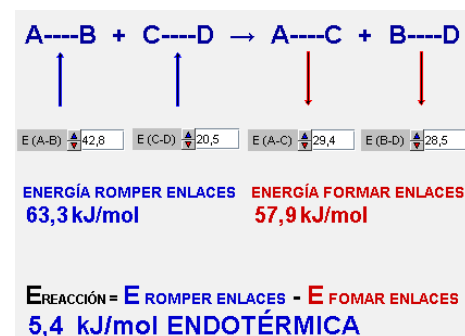 A----B + C----D → A----C + B----D
E (A-B) 42,8 E (C-D) 20,5 E (A-C) 29,4 E (B-D) 28,5
ENERGÍA ROMPER ENLACES ENERGÍA FORMAR ENLACES
63,3 kJ/mol 57,9 kJ/mol
EREACCIÓN = E ROMPER ENLACES - E FOMAR ENLACES
5,4 kJ/mol ENDOTÉRMICA